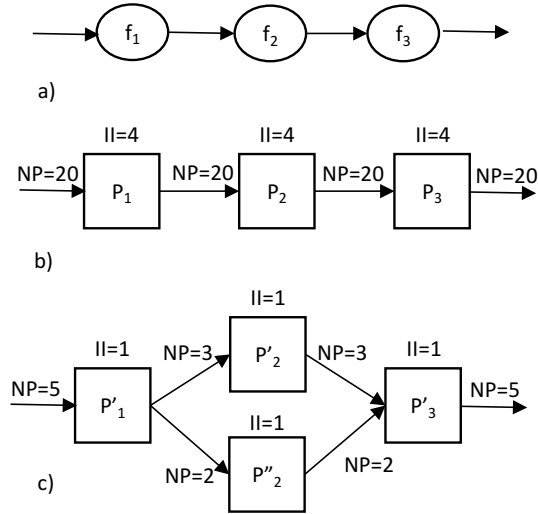 f1 f2 f3
a)
II=4 II=4 II=4
NP=20 P1 NP=20 P2 NP=20 P3 NP=20
b)
II=1
P'2
NP=3 NP=3
II=1 II=1
NP=5 P'1 P'3 NP=5
II=1
P"2
NP=2 NP=2
c)